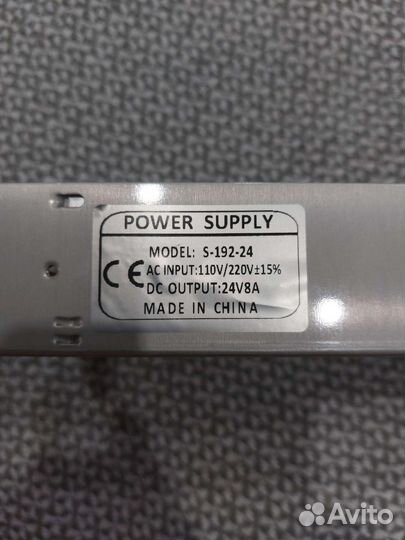 POWER SUPPLY
MODEL: S-192-24
CE AC INPUT:110V/220V±15%
DC OUTPUT:24V8A
MADE IN CHINA
Avito